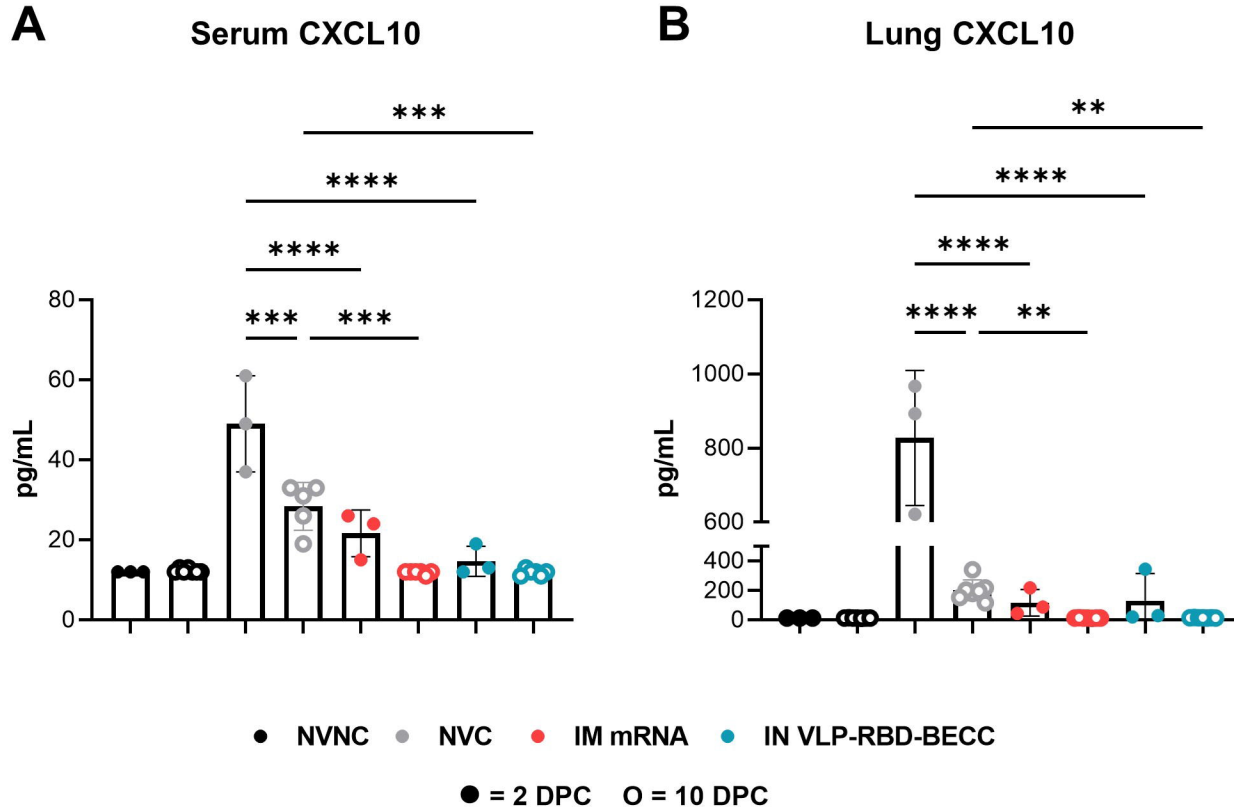 A
Serum CXCL10
***
****
****
*** ***
80
60
40
20
0
pg/mL
B
Lung CXCL10
**
****
****
**** **
1200
1000
800
600
400
200
0
pg/mL
NVNC NVC IM mRNA IN VLP-RBD-BECC
= 2 DPC O = 10 DPC